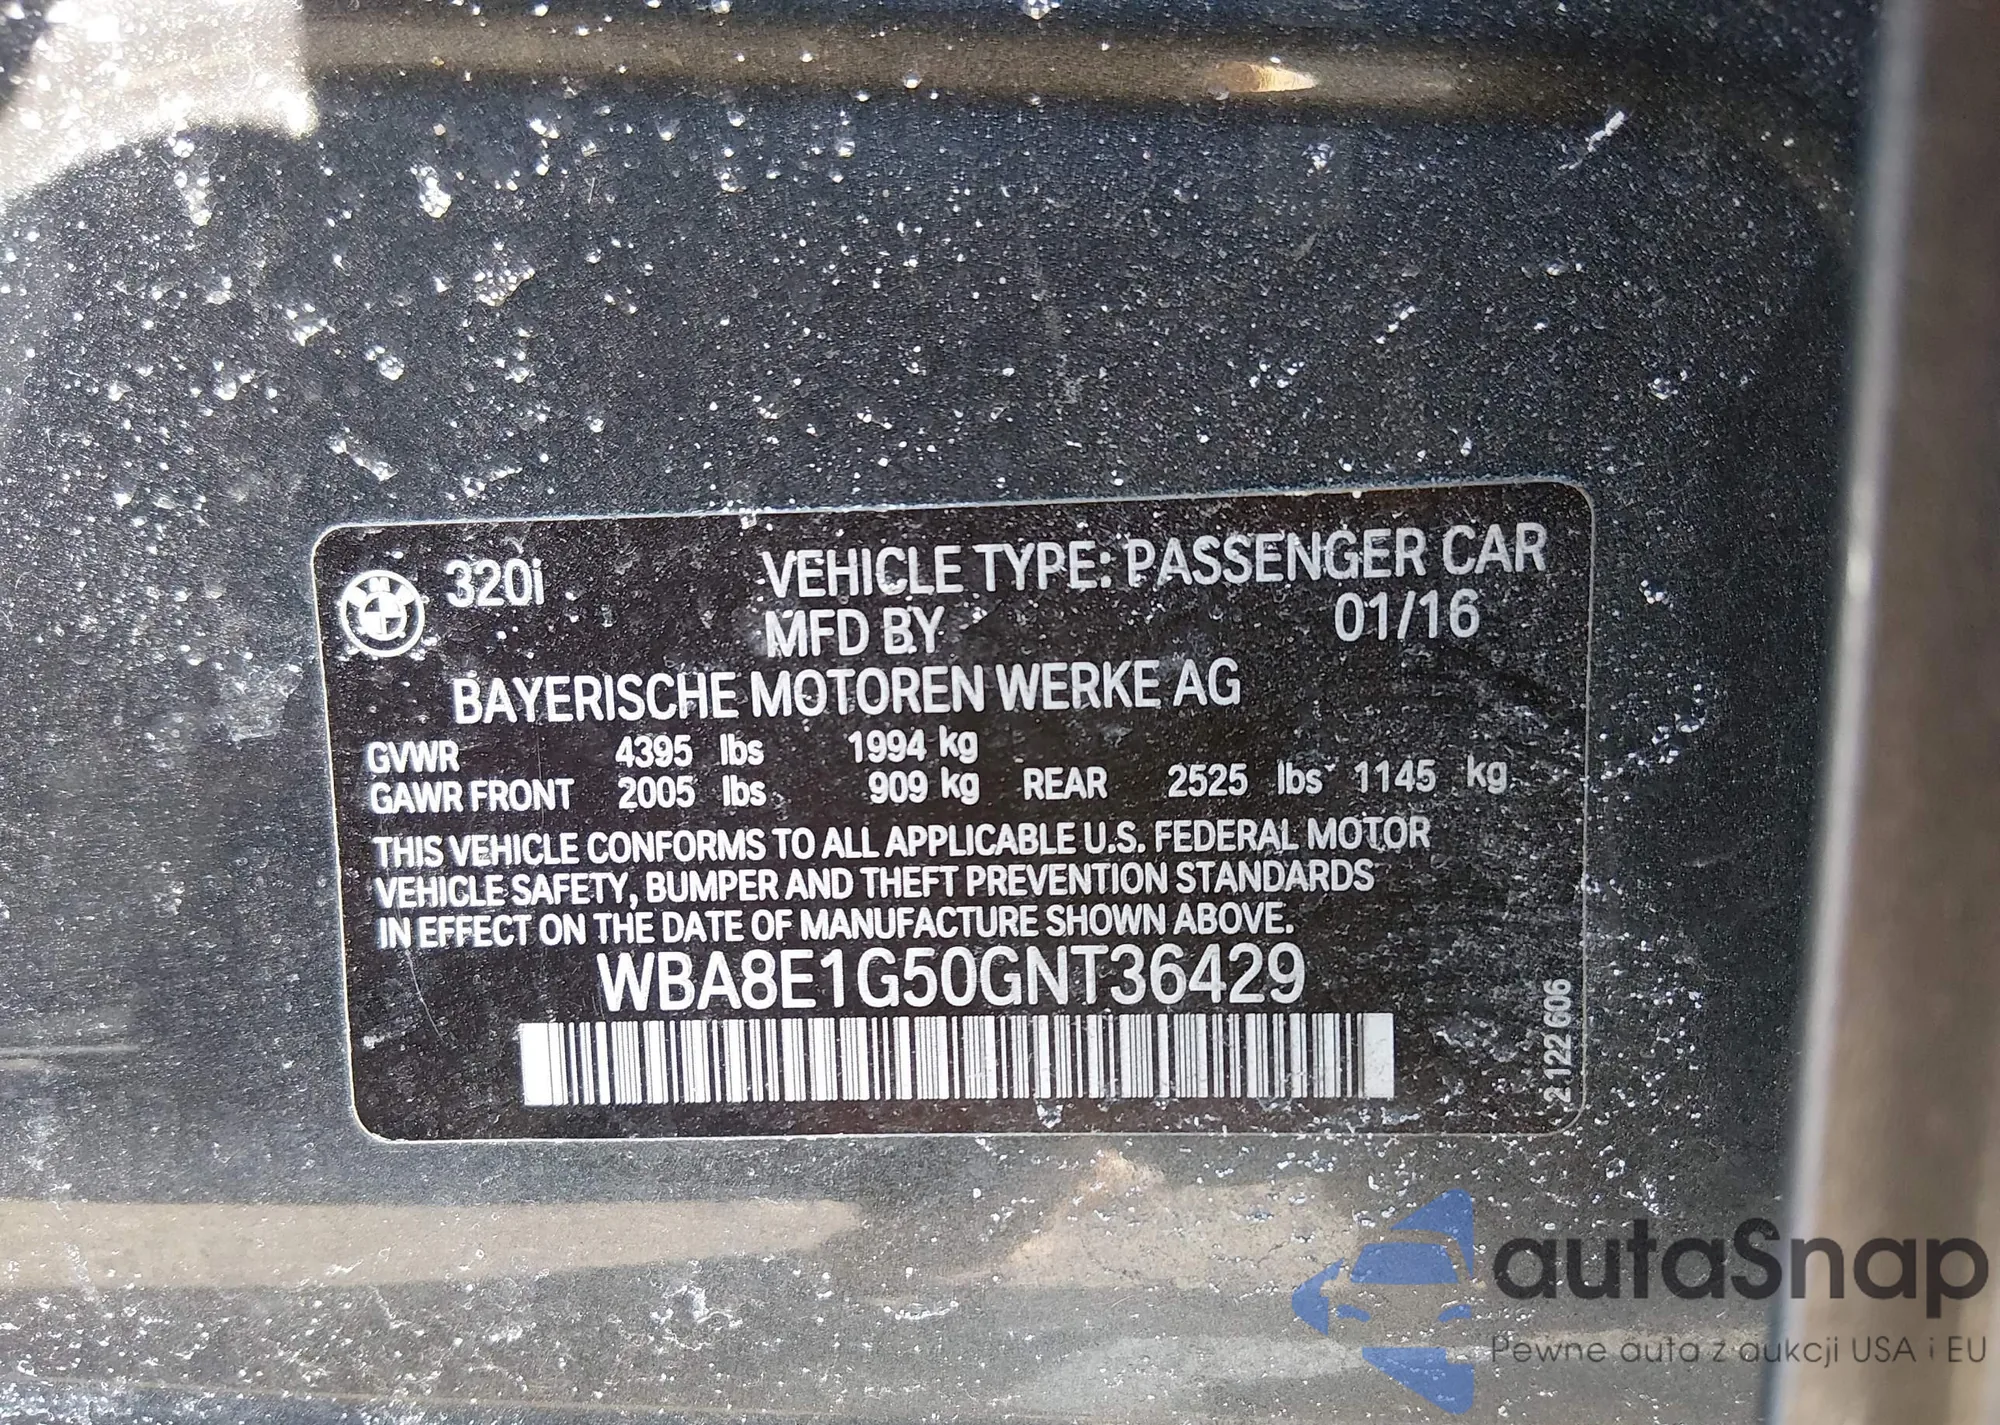 320i VEHICLE TYPE: PASSENGER CAR
MFD BY 01/16
BAYERISCHE MOTOREN WERKE AG
GVWR 4395 lbs 1994 kg
GAWR FRONT 2005 lbs 909 kg REAR 2525 lbs 1145 kg
THIS VEHICLE CONFORMS TO ALL APPLICABLE U.S. FEDERAL MOTOR
VEHICLE SAFETY, BUMPER AND THEFT PREVENTION STANDARDS
IN EFFECT ON THE DATE OF MANUFACTURE SHOWN ABOVE.
WBA8E1G50GNT36429
2 122 606
autaSnap
Pewne auta z aukcji USA i EU